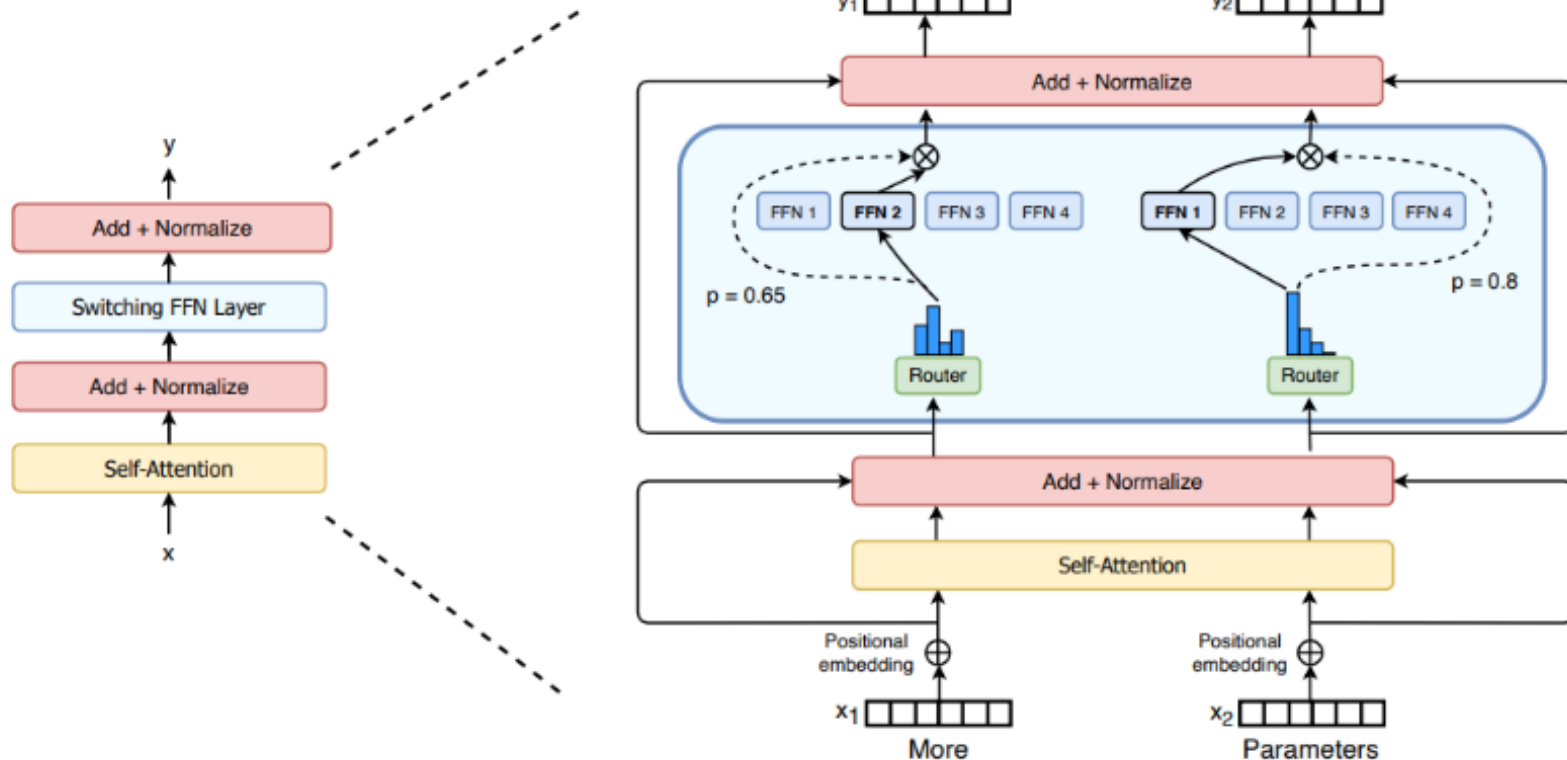 y
Add + Normalize
Switching FFN Layer
Add + Normalize
Self-Attention
x
y1
y2
Add + Normalize
FFN 1 FFN 2 FFN 3 FFN 4
FFN 1 FFN 2 FFN 3 FFN 4
p = 0.65
p = 0.8
Router
Router
Add + Normalize
Self-Attention
Positional
embedding
Positional
embedding
x1
x2
More
Parameters